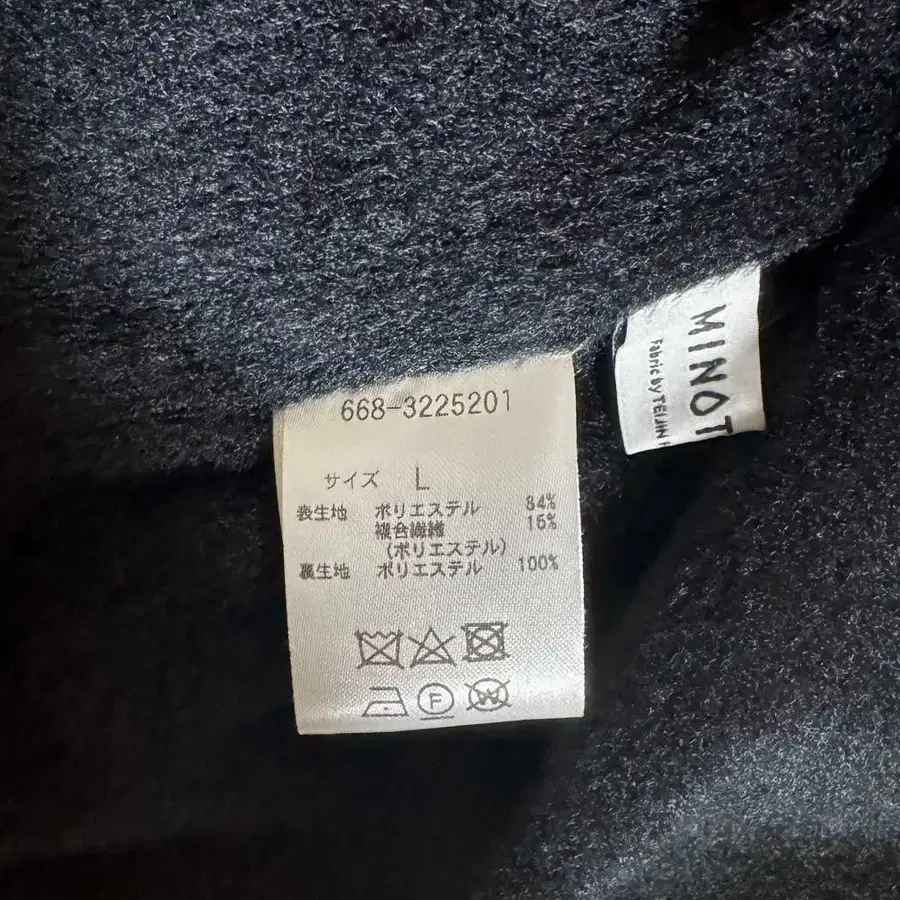 668-3225201
サイズ L
表生地 ポリエステル 84%
複合繊維 16%
(ポリエステル)
裏生地 ポリエステル 100%
F
W
MINOT
Fabric by TEIJIN